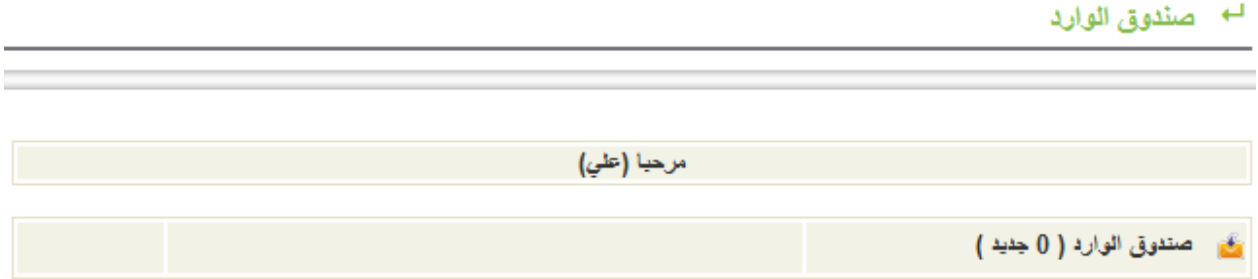 صندوق الوارد
مرحبا (علي)
صندوق الوارد ( 0 جديد )